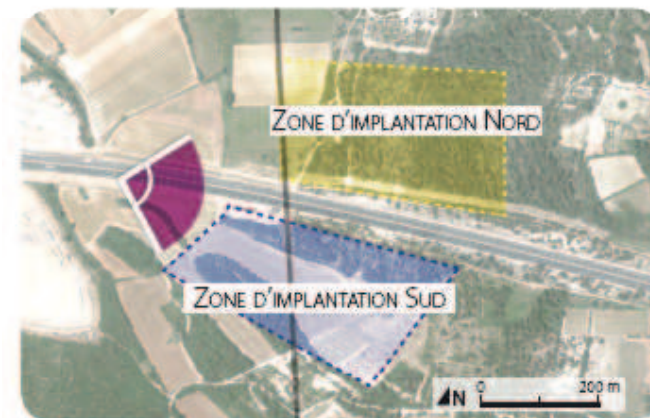 ZONE D'IMPLANTATION NORD
ZONE D'IMPLANTATION SUD
N 0 200 m